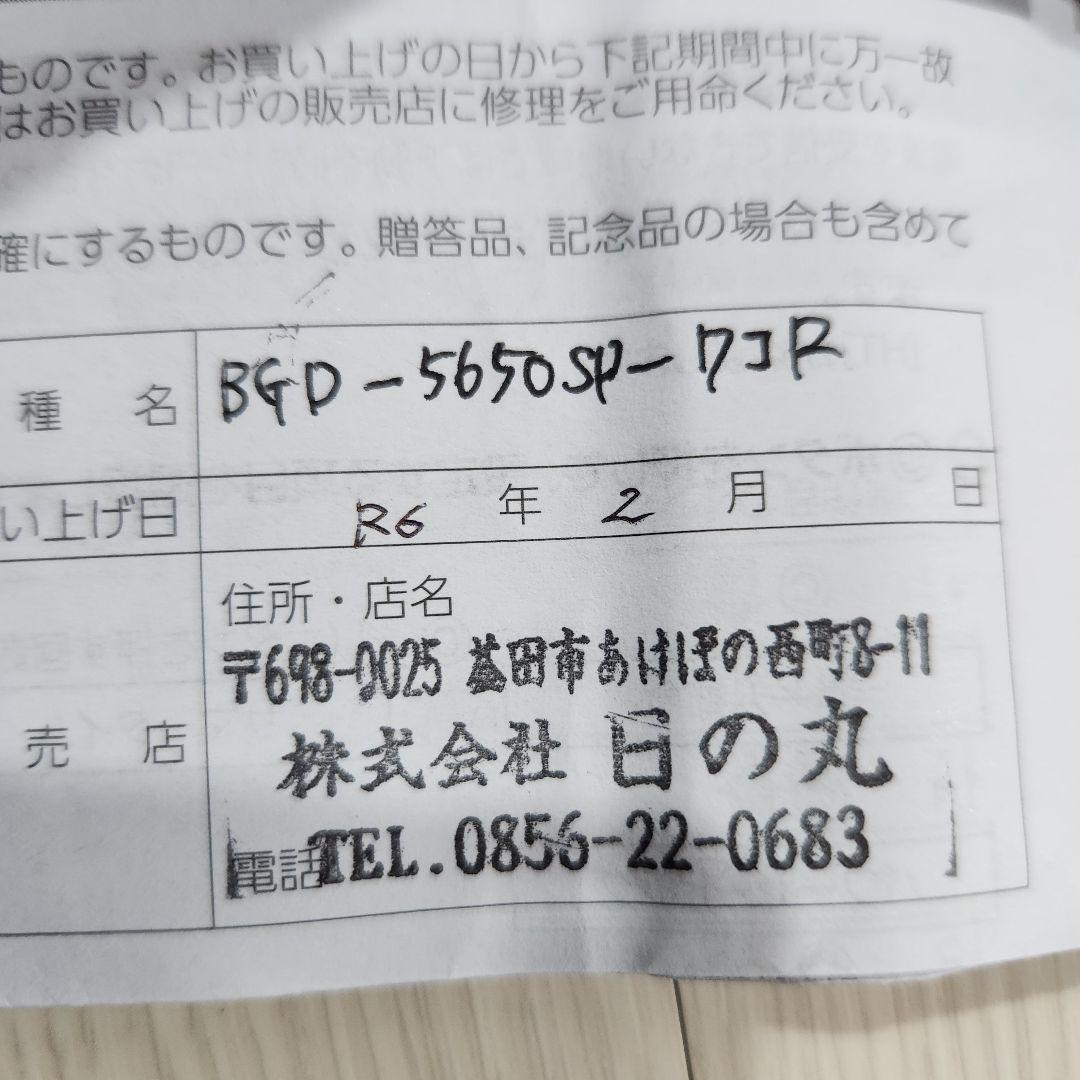 ものです。お買い上げの日から下記期間中に万一故
はお買い上げの販売店に修理をご用命ください。
確にするものです。贈答品、記念品の場合も含めて
種 名
BGD-5650SP-7JR
い上げ日
R6 年 2 月 日
売 店
住所・店名
〒698-0025 益田市あけぼの西町8-11
株式会社 日の丸
電話 TEL.0856-22-0683